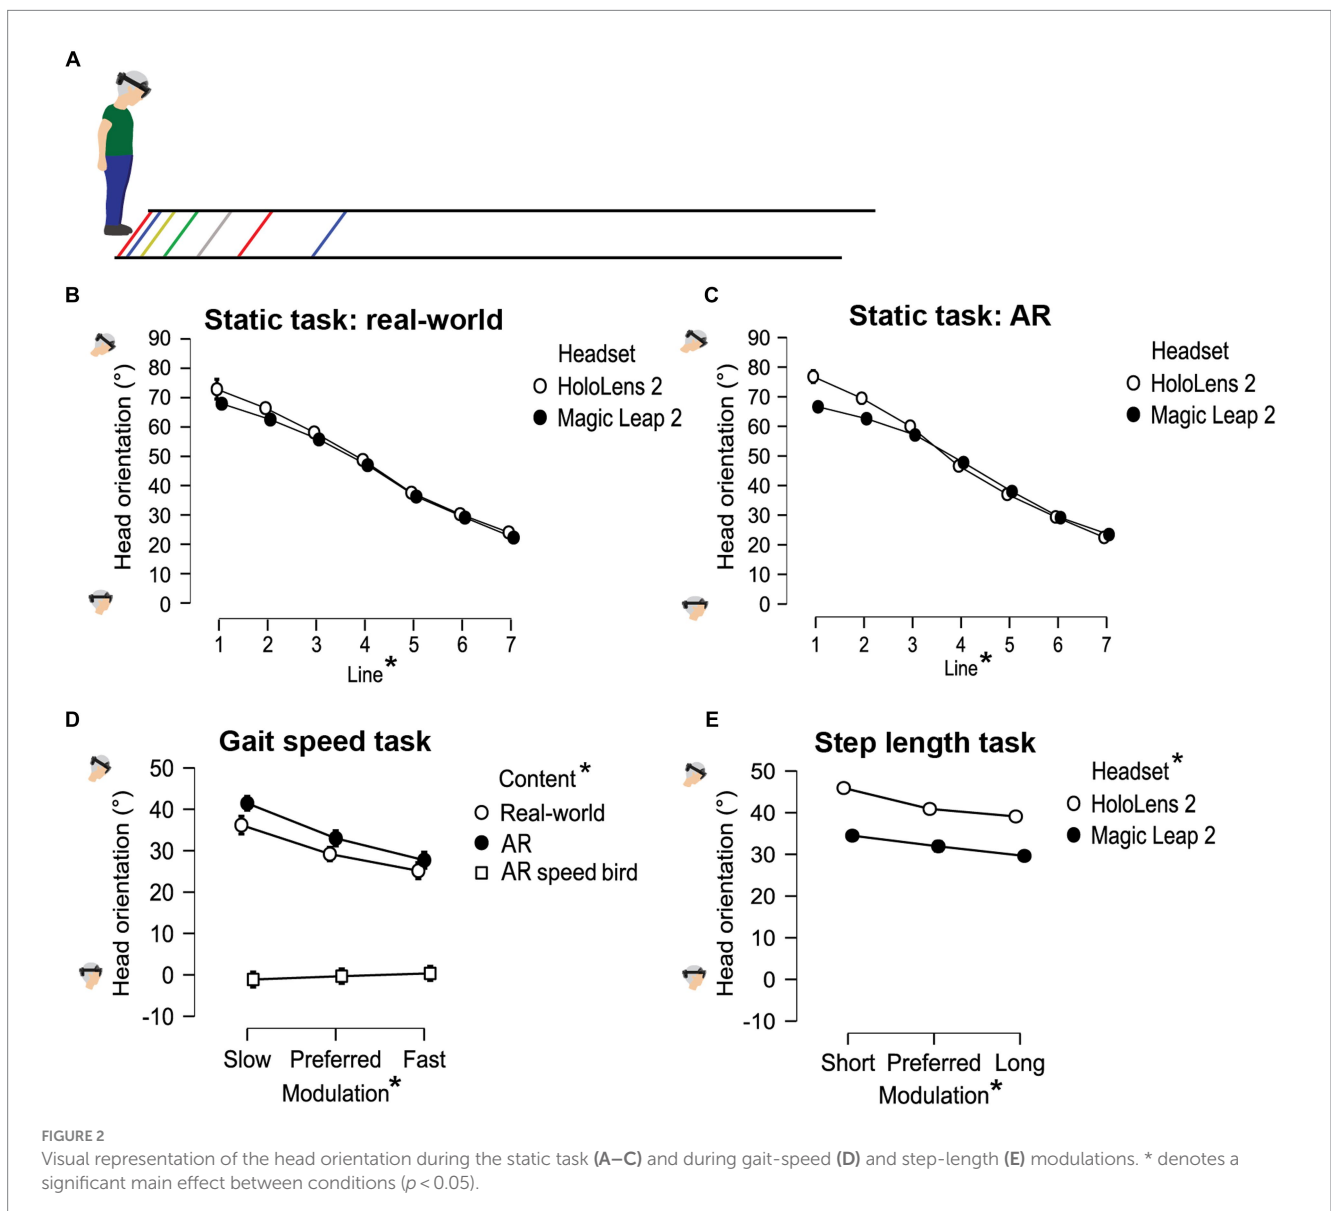 A
B
Static task: real-world
90
80
70
60
50
40
30
20
10
0
Head orientation (°)
Headset
HoloLens 2
Magic Leap 2
1 2 3 4 5 6 7
Line*
C
Static task: AR
90
80
70
60
50
40
30
20
10
0
Head orientation (°)
Headset
HoloLens 2
Magic Leap 2
1 2 3 4 5 6 7
Line*
D
Gait speed task
50
40
30
20
10
0
-10
Head orientation (°)
Content*
Real-world
AR
AR speed bird
Slow Preferred Fast
Modulation*
E
Step length task
50
40
30
20
10
0
-10
Head orientation (°)
Headset*
HoloLens 2
Magic Leap 2
Short Preferred Long
Modulation*
FIGURE 2
Visual representation of the head orientation during the static task (A–C) and during gait-speed (D) and step-length (E) modulations. * denotes a
significant main effect between conditions (p < 0.05).